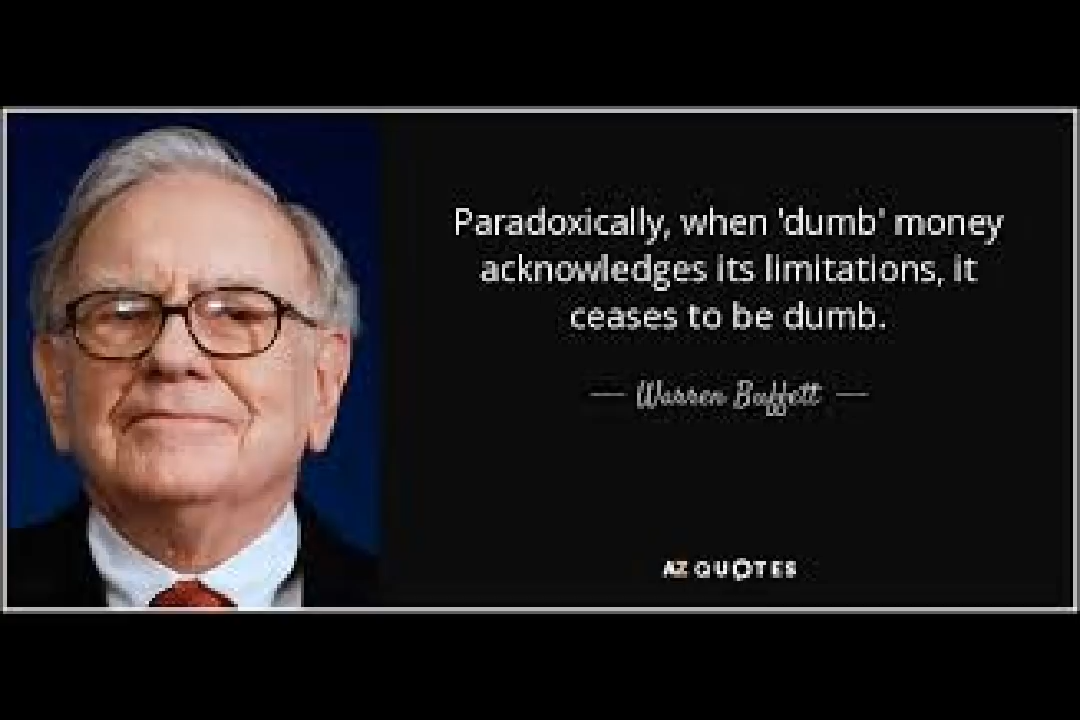 Paradoxically, when 'dumb' money
acknowledges its limitations, it
ceases to be dumb.
— Warren Buffett —
AZ QUOTES